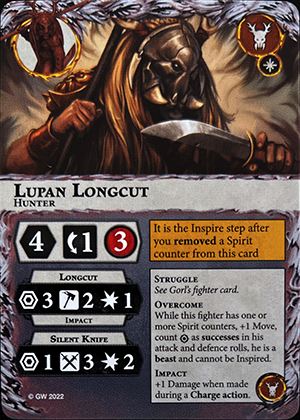 Lupan Longcut
Hunter
4 1 3
It is the Inspire step after
you removed a Spirit
counter from this card
Longcut
3 2 1
Impact
Silent Knife
1 3 2
Struggle
See Gorl's fighter card.
Overcome
While this fighter has one or
more Spirit counters, +1 Move,
count as successes in his
attack and defence rolls, he is a
beast and cannot be Inspired.
Impact
+1 Damage when made
during a Charge action.
© GW 2022